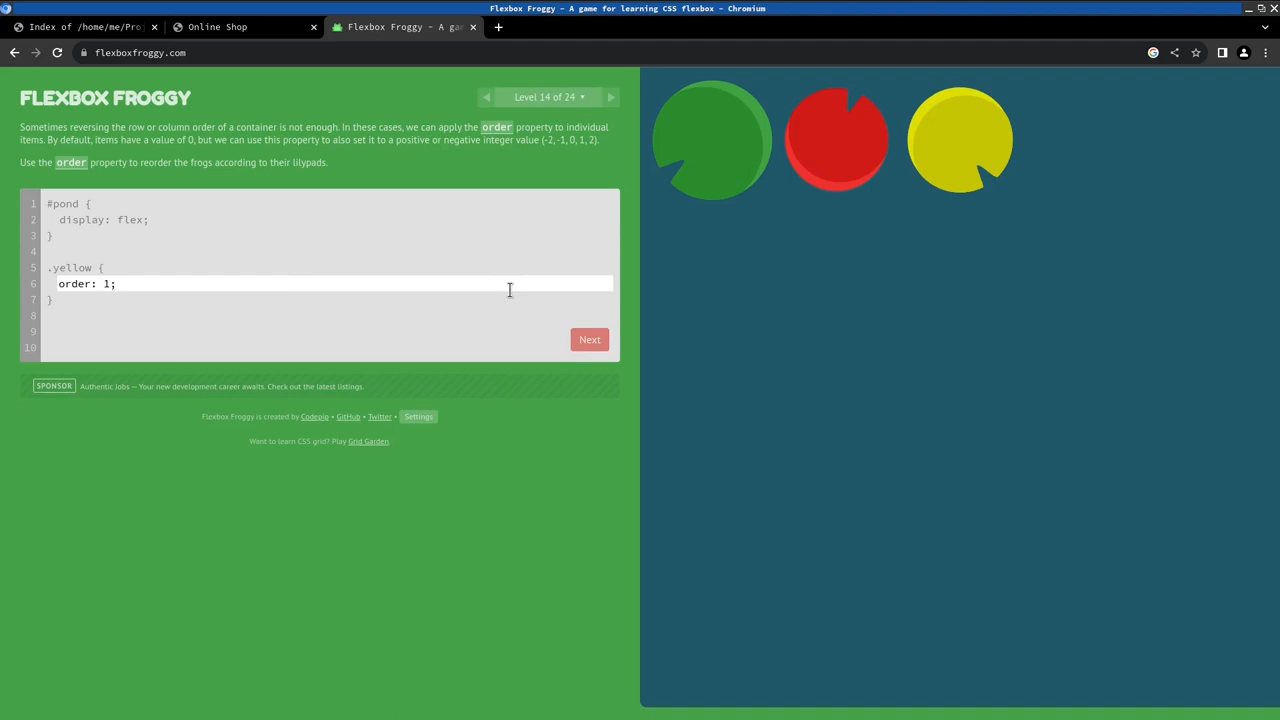 Flexbox Froggy - A game for learning CSS flexbox - Chromium
Index of /home/me/Pro
Online Shop
Flexbox Froggy - A ga
flexboxfroggy.com
FLEXBOX FROGGY
Level 14 of 24
Sometimes reversing the row or column order of a container is not enough. In these cases, we can apply the order property to individual
items. By default, items have a value of 0, but we can use this property to also set it to a positive or negative integer value (-2, -1, 0, 1, 2).
Use the order property to reorder the frogs according to their lilypads.
1 #pond {
2 display: flex;
3 }
4
5 .yellow {
6 order: 1;
7 }
8
9
10
Next
SPONSOR Authentic Jobs — Your new development career awaits. Check out the latest listings.
Flexbox Froggy is created by Codepip • GitHub • Twitter • Settings
Want to learn CSS grid? Play Grid Garden.